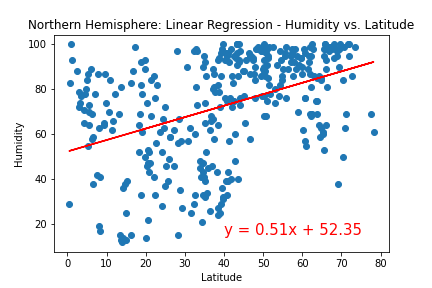 Northern Hemisphere: Linear Regression - Humidity vs. Latitude
100
80
60
40
20
Humidity
y = 0.51x + 52.35
0 10 20 30 40 50 60 70 80
Latitude